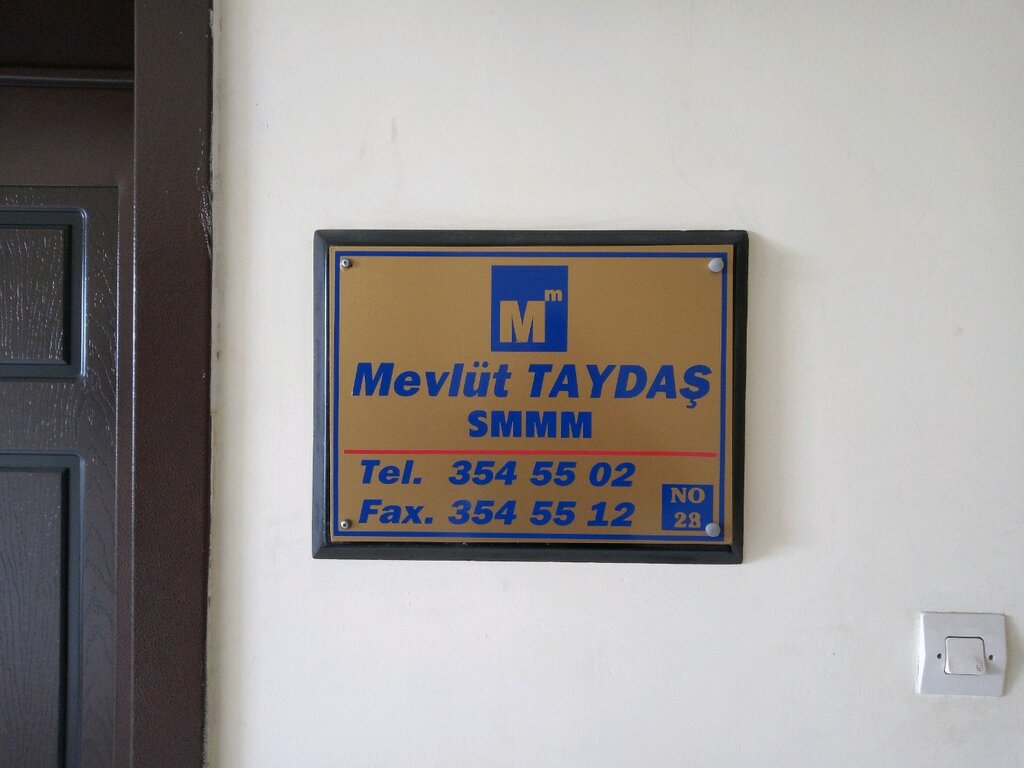 Mm
Mevlüt TAYDAŞ
SMMM
Tel. 354 55 02
Fax. 354 55 12
NO
28